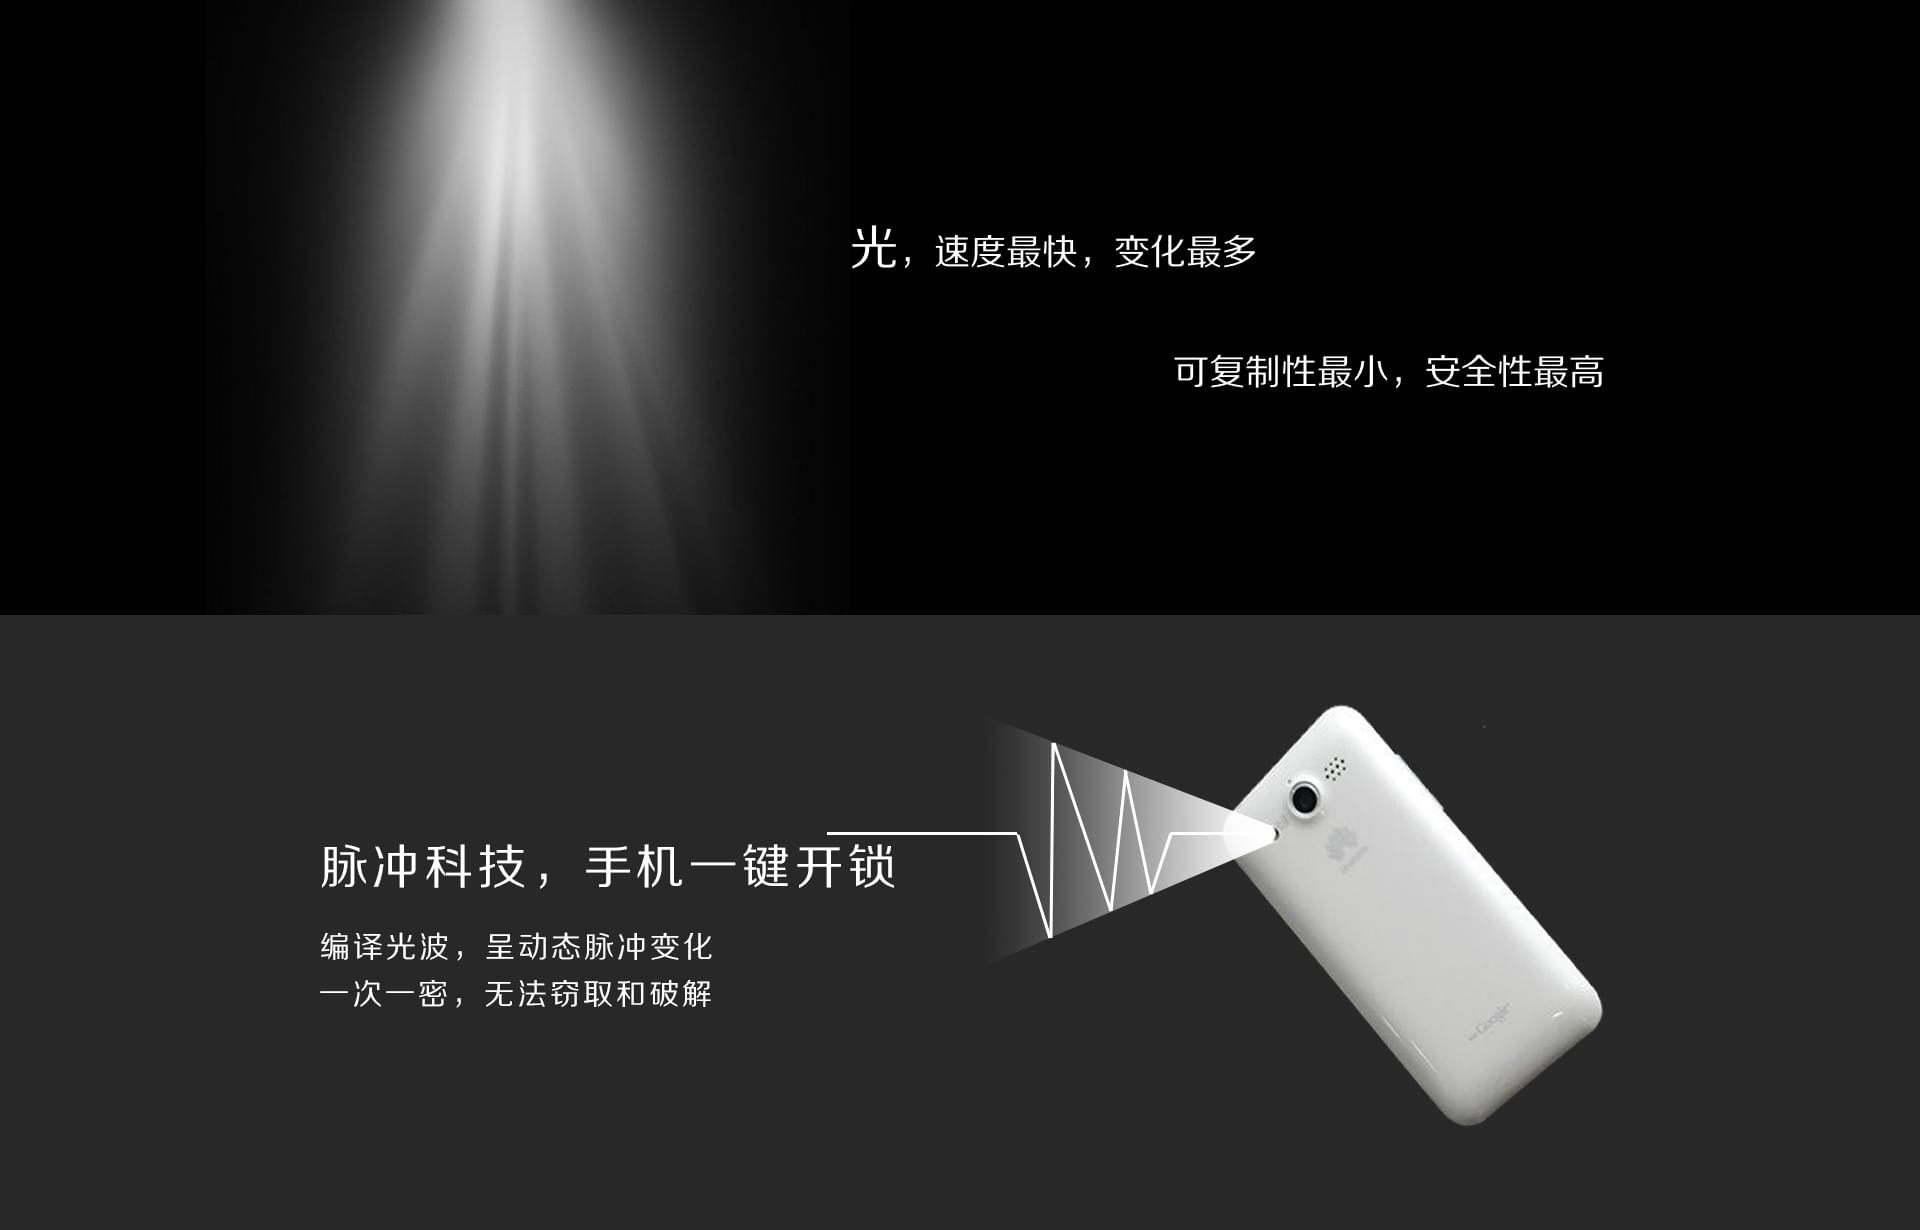 光，速度最快，变化最多
可复制性最小，安全性最高
脉冲科技，手机一键开锁
编译光波，呈动态脉冲变化
一次一密，无法窃取和破解
Google